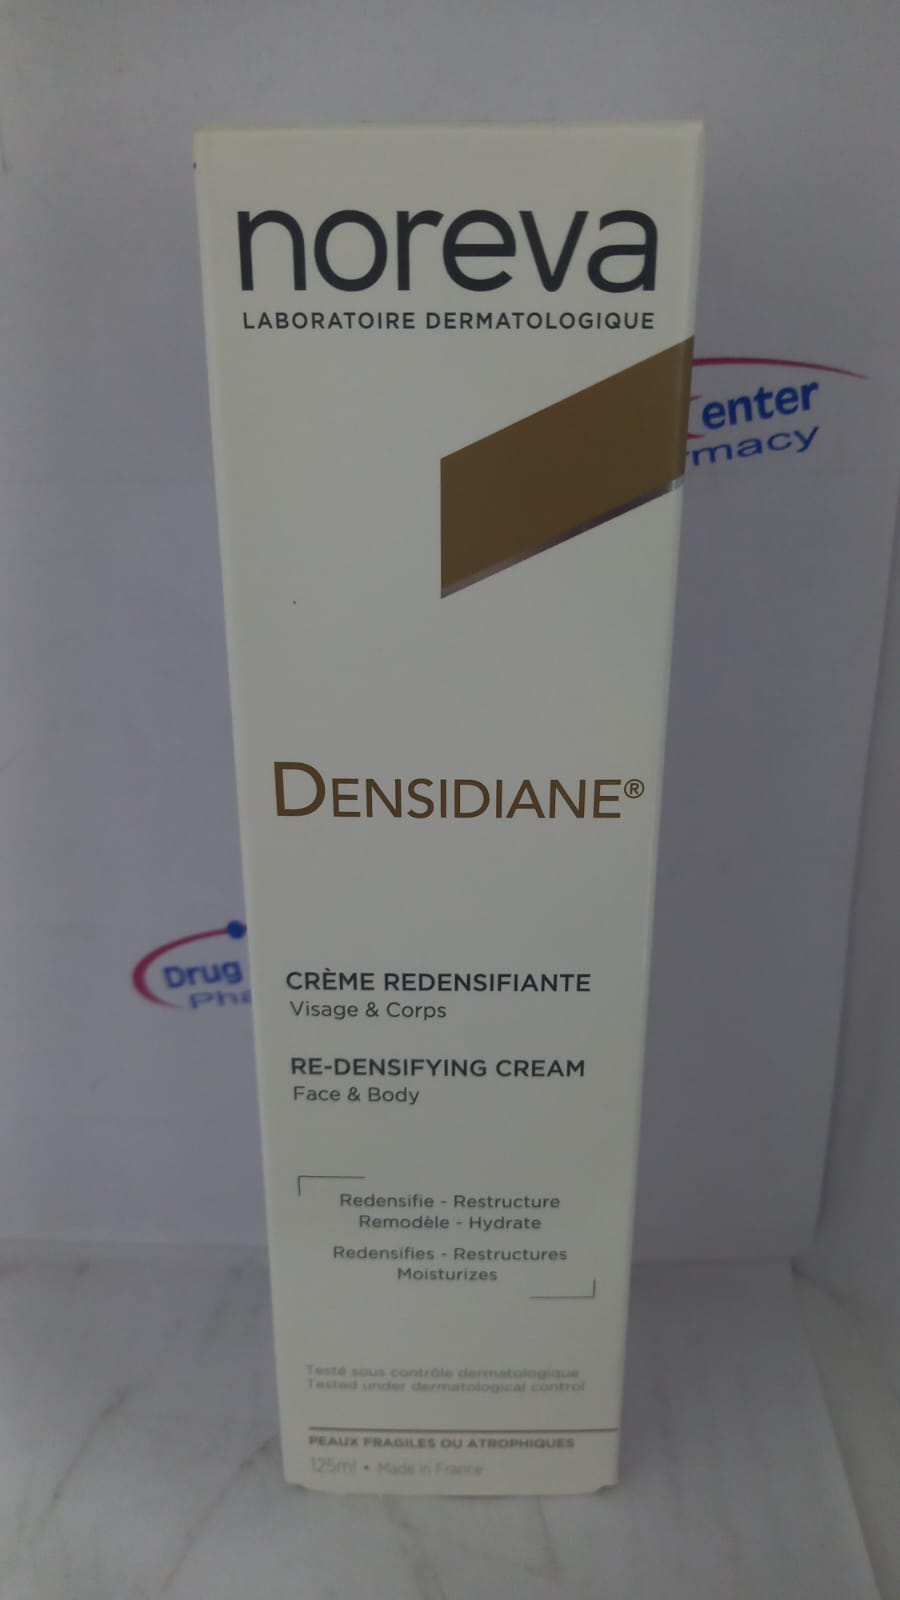 noreva
LABORATOIRE DERMATOLOGIQUE
enter
macy
DENSIDIANE®
Drug
Pha
CRÈME REDENSIFIANTE
Visage & Corps
RE-DENSIFYING CREAM
Face & Body
Redensifie - Restructure
Remodèle - Hydrate
Redensifies - Restructures
Moisturizes
Testé sous contrôle dermatologique
Tested under dermatological control
PEAUX FRAGILES OU ATROPHIQUES
125ml • Made in France